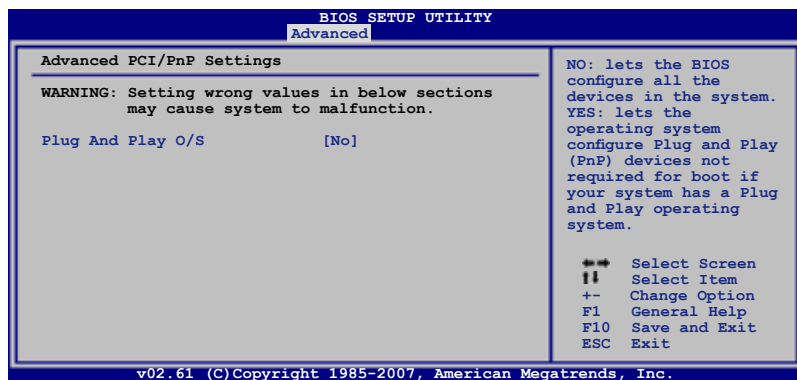 BIOS SETUP UTILITY
Advanced
Advanced PCI/PnP Settings
WARNING: Setting wrong values in below sections
may cause system to malfunction.
Plug And Play O/S [No]
NO: lets the BIOS
configure all the
devices in the system.
YES: lets the
operating system
configure Plug and Play
(PnP) devices not
required for boot if
your system has a Plug
and Play operating
system.
←→ Select Screen
↑↓ Select Item
+- Change Option
F1 General Help
F10 Save and Exit
ESC Exit
v02.61 (C)Copyright 1985-2007, American Megatrends, Inc.